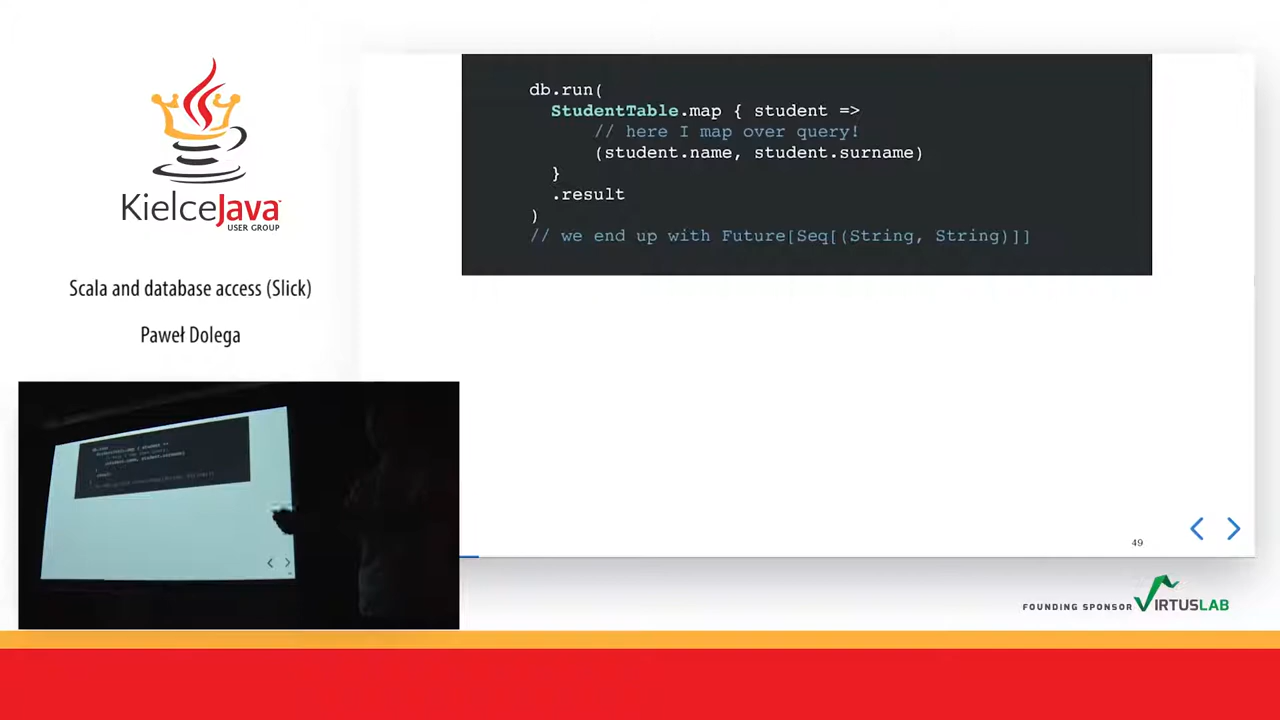 KielceJava
USER GROUP
Scala and database access (Slick)
Paweł Dolega
db.run(
StudentTable.map { student =>
// here I map over query!
(student.name, student.surname)
}
.result
)
// we end up with Future[Seq[(String, String)]]
49
FOUNDING SPONSOR VIRTUSLAB